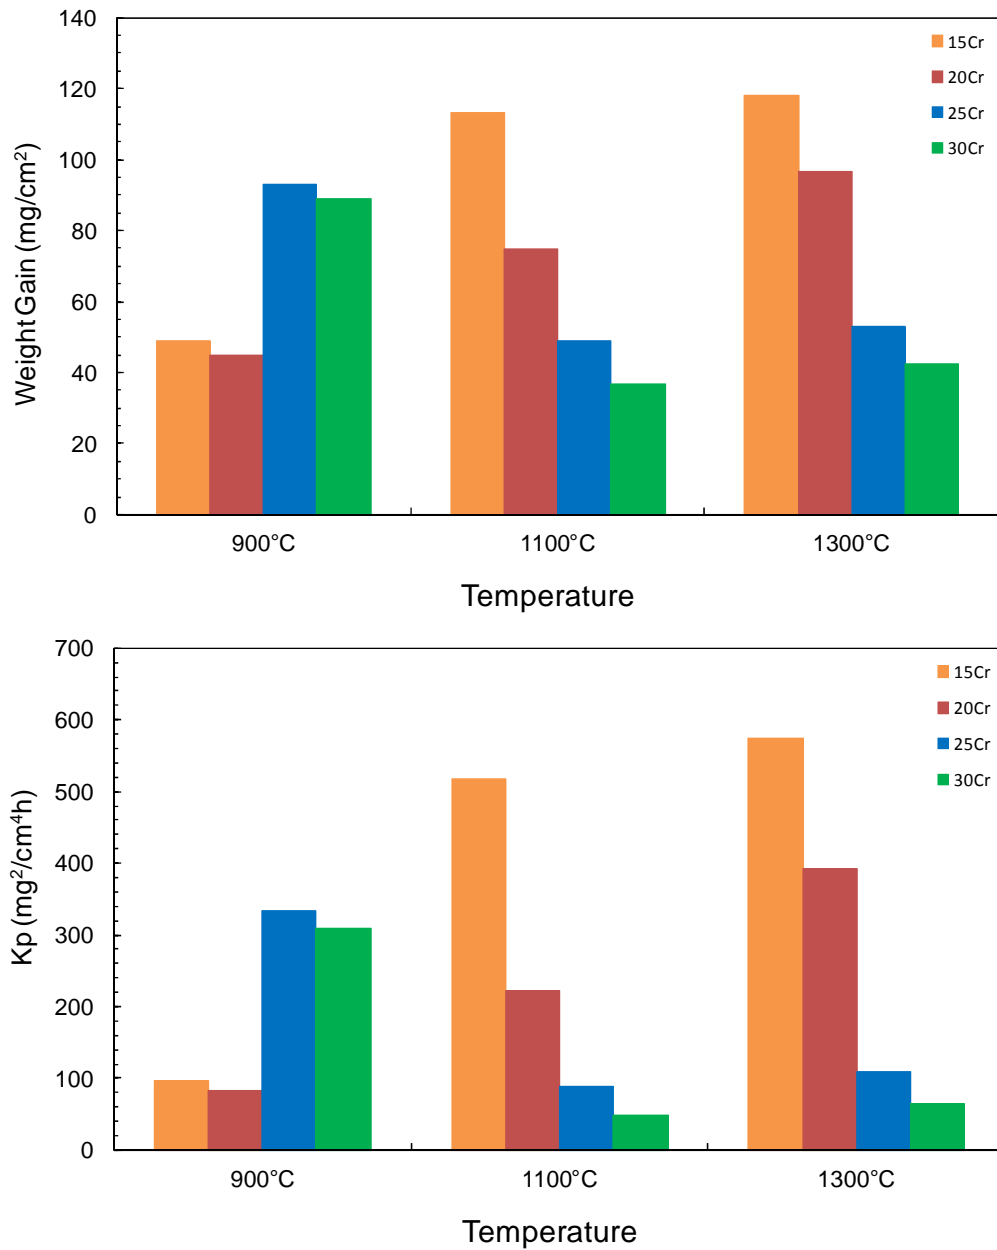 140
120
100
80
60
40
20
0
Weight Gain (mg/cm²)
15Cr
20Cr
25Cr
30Cr
900°C 1100°C 1300°C
Temperature
700
600
500
400
300
200
100
0
Kp (mg²/cm⁴h)
15Cr
20Cr
25Cr
30Cr
900°C 1100°C 1300°C
Temperature